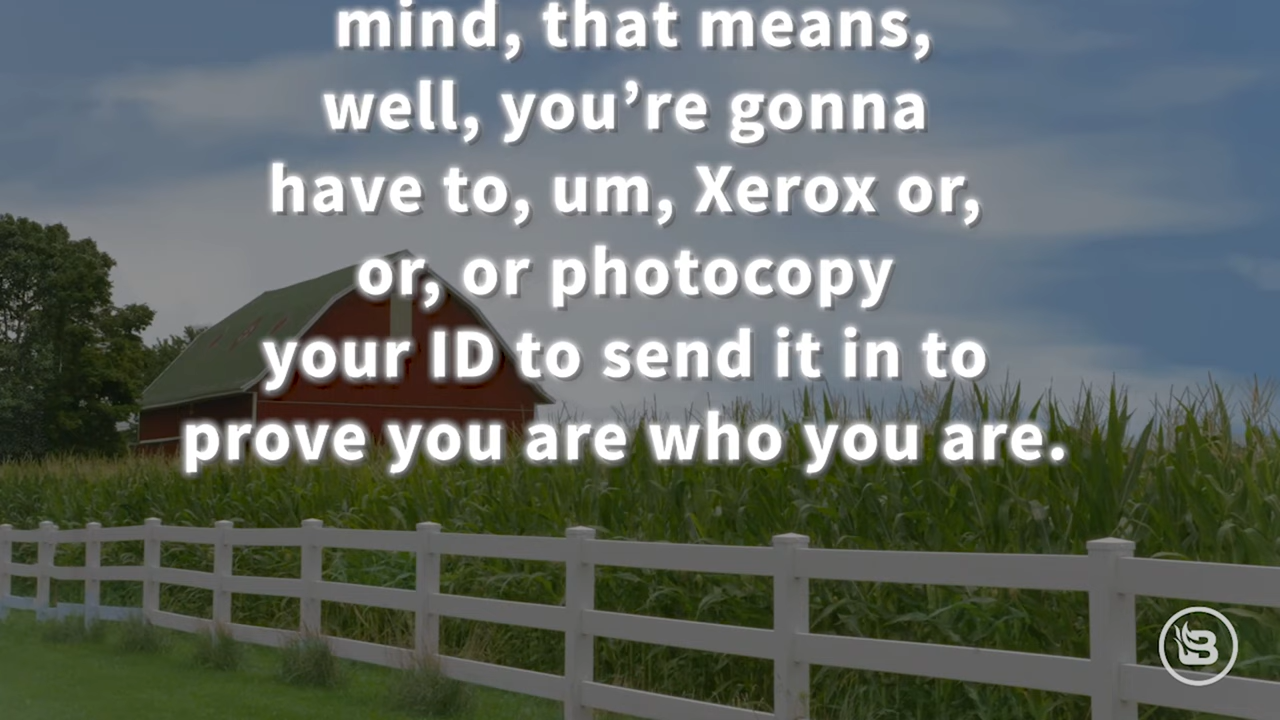 mind, that means,
well, you’re gonna
have to, um, Xerox or,
or, or photocopy
your ID to send it in to
prove you are who you are.
B